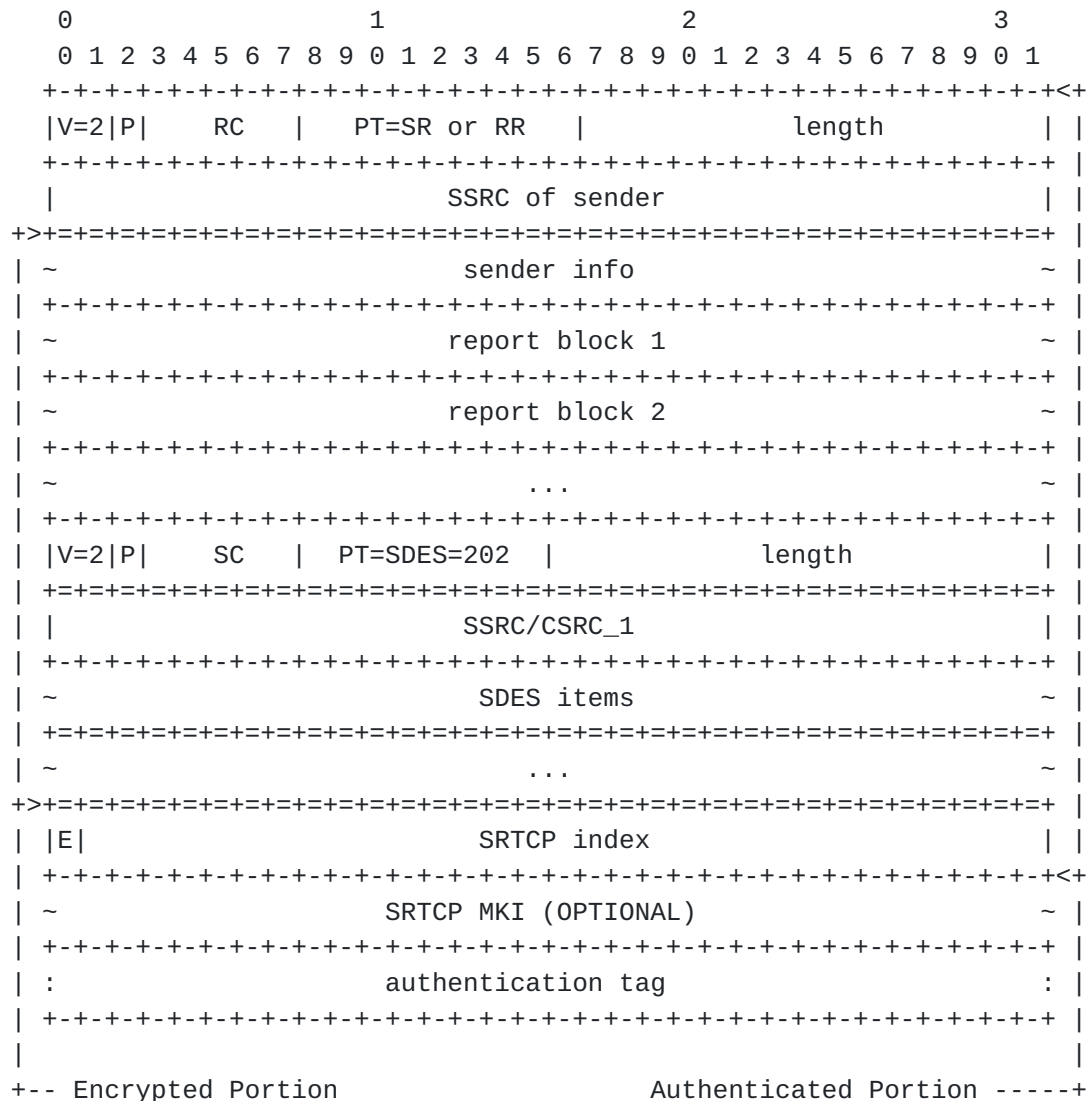 0                   1                   2                   3
     0 1 2 3 4 5 6 7 8 9 0 1 2 3 4 5 6 7 8 9 0 1 2 3 4 5 6 7 8 9 0 1
    +-+-+-+-+-+-+-+-+-+-+-+-+-+-+-+-+-+-+-+-+-+-+-+-+-+-+-+-+-+-+-+-+<+
    |V=2|P|    RC   |   PT=SR or RR   |             length          | |
    +-+-+-+-+-+-+-+-+-+-+-+-+-+-+-+-+-+-+-+-+-+-+-+-+-+-+-+-+-+-+-+-+ |
    |                         SSRC of sender                        | |
  +>+=+=+=+=+=+=+=+=+=+=+=+=+=+=+=+=+=+=+=+=+=+=+=+=+=+=+=+=+=+=+=+=+ |
  | ~                          sender info                          ~ |
  | +-+-+-+-+-+-+-+-+-+-+-+-+-+-+-+-+-+-+-+-+-+-+-+-+-+-+-+-+-+-+-+-+ |
  | ~                         report block 1                        ~ |
  | +-+-+-+-+-+-+-+-+-+-+-+-+-+-+-+-+-+-+-+-+-+-+-+-+-+-+-+-+-+-+-+-+ |
  | ~                         report block 2                        ~ |
  | +-+-+-+-+-+-+-+-+-+-+-+-+-+-+-+-+-+-+-+-+-+-+-+-+-+-+-+-+-+-+-+-+ |
  | ~                              ...                              ~ |
  | +-+-+-+-+-+-+-+-+-+-+-+-+-+-+-+-+-+-+-+-+-+-+-+-+-+-+-+-+-+-+-+-+ |
  | |V=2|P|    SC   |  PT=SDES=202  |             length            | |
  | +=+=+=+=+=+=+=+=+=+=+=+=+=+=+=+=+=+=+=+=+=+=+=+=+=+=+=+=+=+=+=+=+ |
  | |                          SSRC/CSRC_1                          | |
  | +-+-+-+-+-+-+-+-+-+-+-+-+-+-+-+-+-+-+-+-+-+-+-+-+-+-+-+-+-+-+-+-+ |
  | ~                           SDES items                          ~ |
  | +=+=+=+=+=+=+=+=+=+=+=+=+=+=+=+=+=+=+=+=+=+=+=+=+=+=+=+=+=+=+=+=+ |
  | ~                              ...                              ~ |
  +>+=+=+=+=+=+=+=+=+=+=+=+=+=+=+=+=+=+=+=+=+=+=+=+=+=+=+=+=+=+=+=+=+ |
  | |E|                         SRTCP index                         | |
  | +-+-+-+-+-+-+-+-+-+-+-+-+-+-+-+-+-+-+-+-+-+-+-+-+-+-+-+-+-+-+-+-+<+
  | ~                     SRTCP MKI (OPTIONAL)                      ~ |
  | +-+-+-+-+-+-+-+-+-+-+-+-+-+-+-+-+-+-+-+-+-+-+-+-+-+-+-+-+-+-+-+-+ |
  | :                     authentication tag                        : |
  | +-+-+-+-+-+-+-+-+-+-+-+-+-+-+-+-+-+-+-+-+-+-+-+-+-+-+-+-+-+-+-+-+ |
  |                                                                   |
  +-- Encrypted Portion                    Authenticated Portion -----+